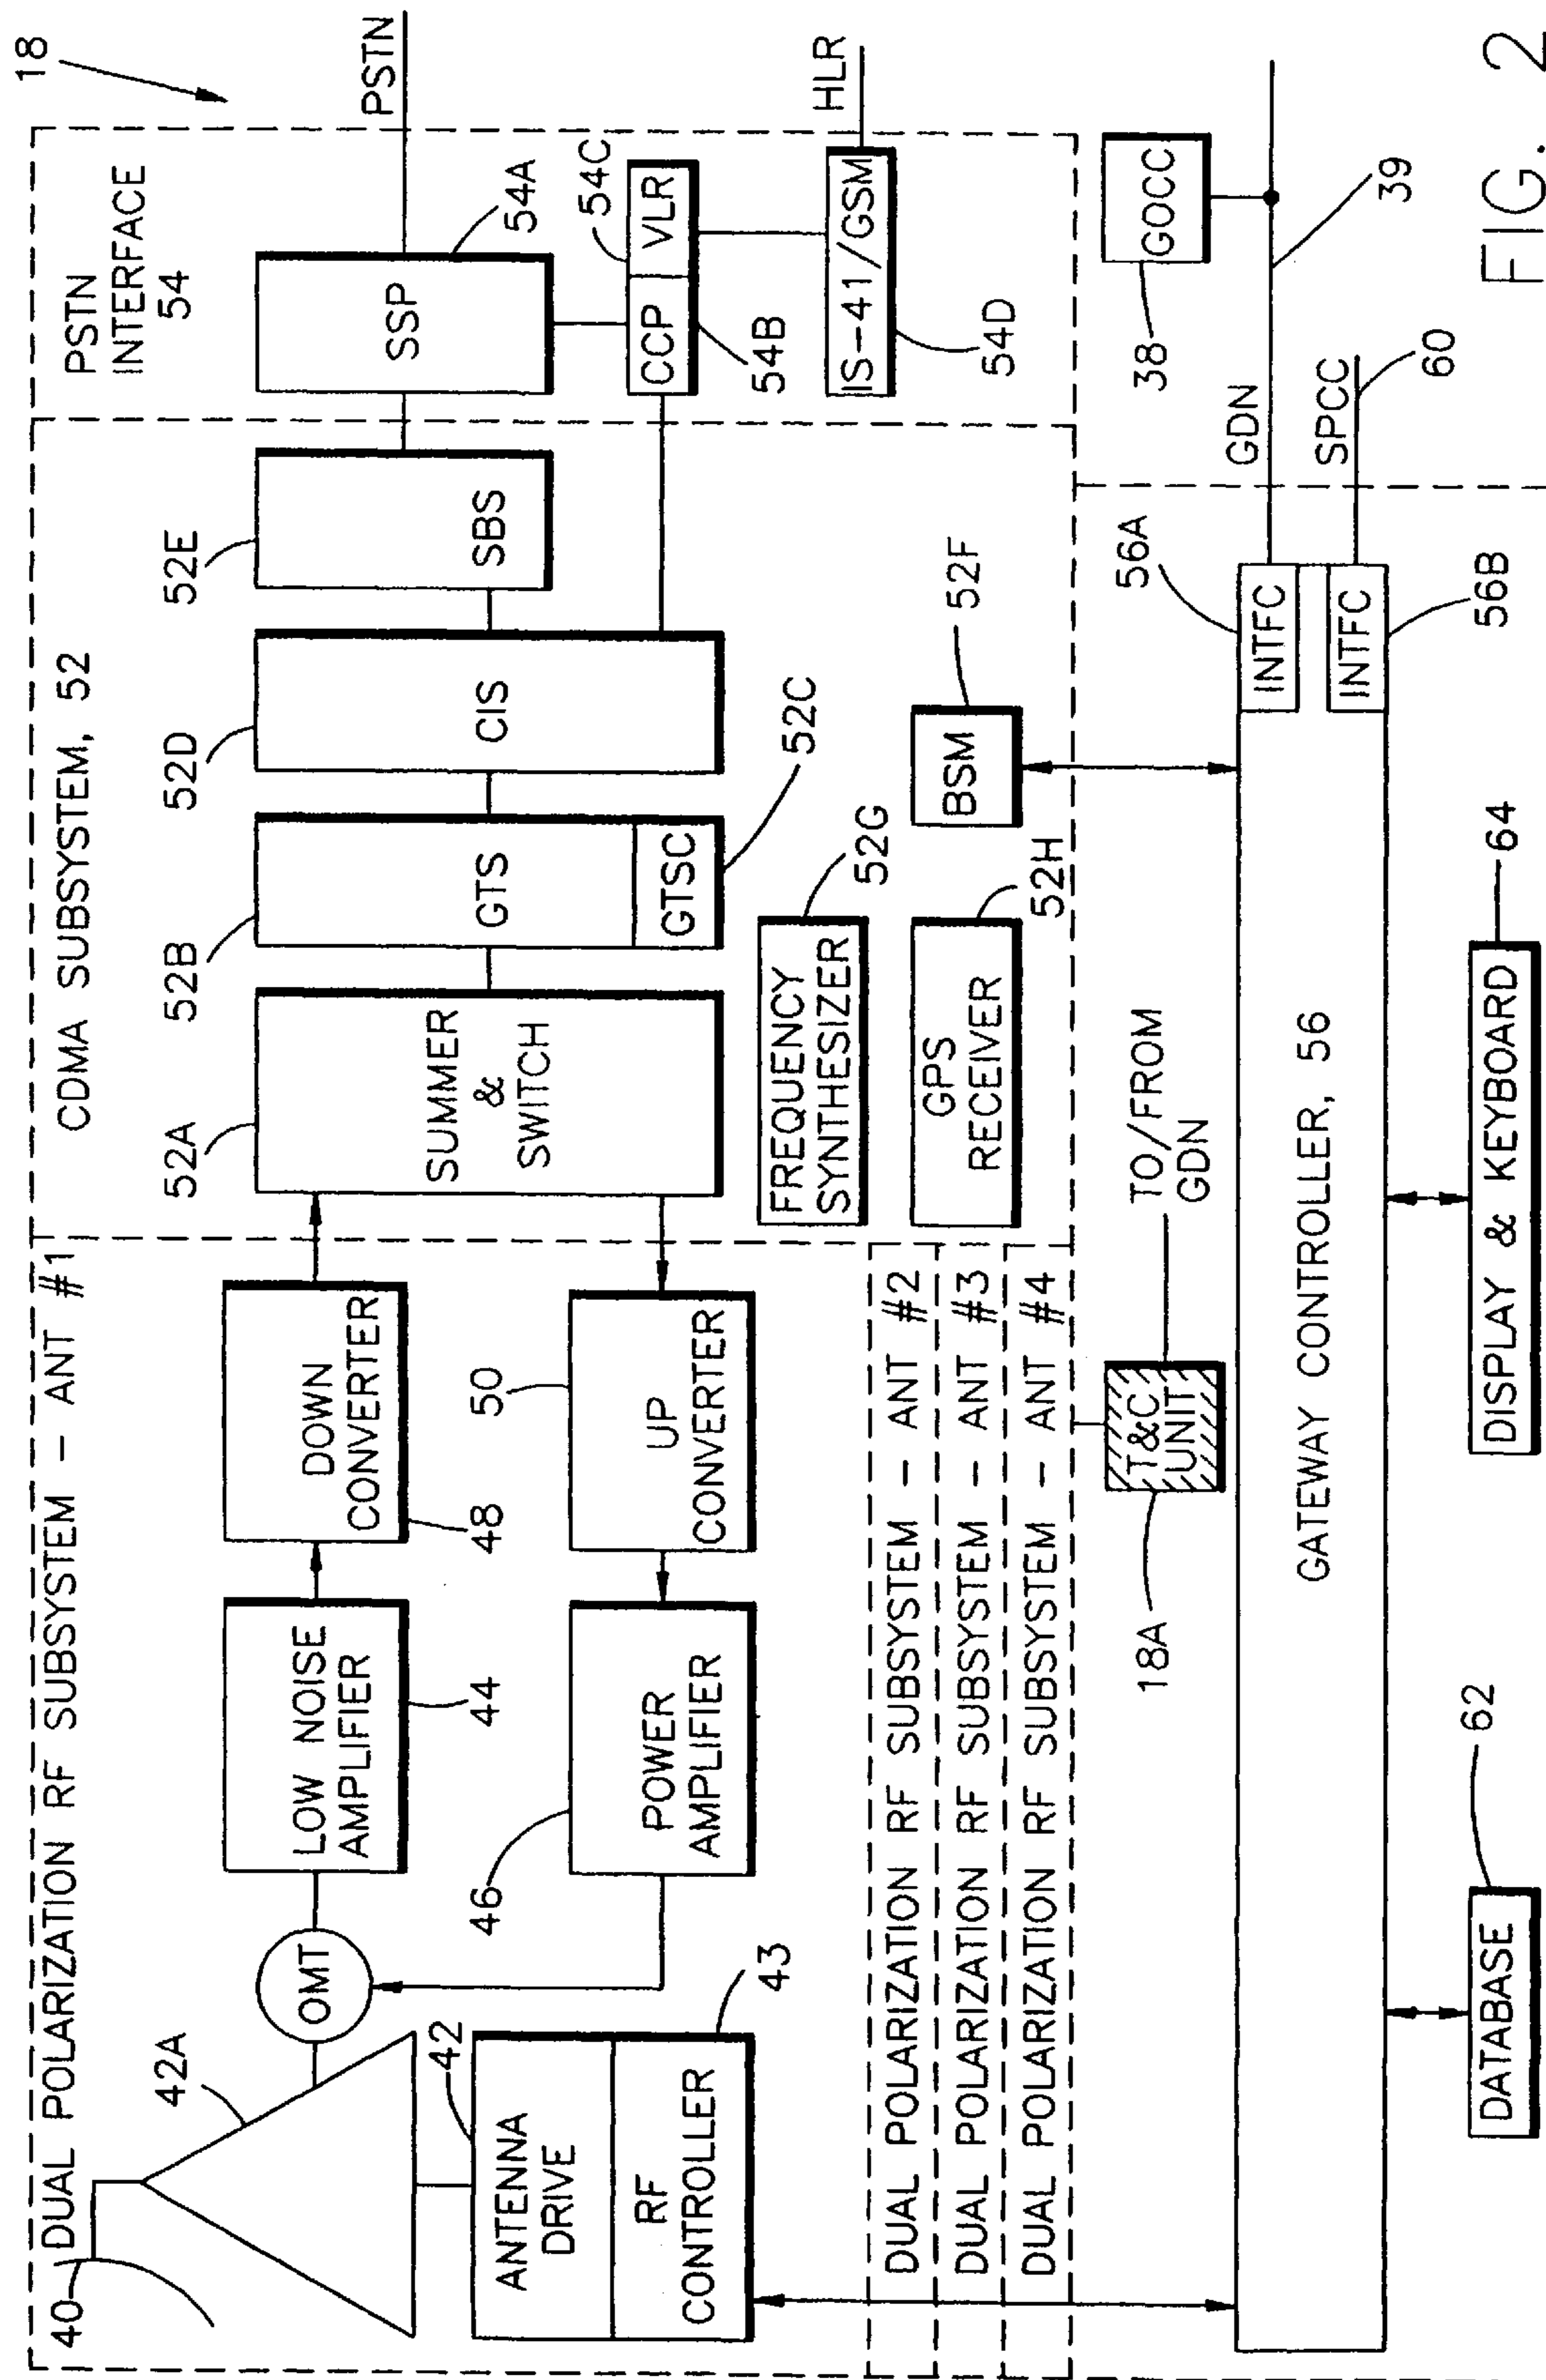 18
40
DUAL POLARIZATION RF SUBSYSTEM - ANT #1
CDMA SUBSYSTEM, 52
PSTN
INTERFACE
54
42A
OMT
LOW NOISE
AMPLIFIER
44
DOWN
CONVERTER
48
52A
SUMMER
&
SWITCH
52B
GTS
GTSC
52C
52D
CIS
52E
SBS
SSP
54A
PSTN
CCP
VLR
54C
54B
IS-41/GSM
54D
HLR
42
ANTENNA
DRIVE
RF
CONTROLLER
43
46
POWER
AMPLIFIER
50
UP
CONVERTER
FREQUENCY
SYNTHESIZER
52G
GPS
RECEIVER
52H
BSM
52F
DUAL POLARIZATION RF SUBSYSTEM - ANT #2
DUAL POLARIZATION RF SUBSYSTEM - ANT #3
DUAL POLARIZATION RF SUBSYSTEM - ANT #4
18A
T&C
UNIT
TO/FROM
GDN
GATEWAY CONTROLLER, 56
56A
INTFC
INTFC
56B
GDN
SPCC
60
38
GOCC
39
DATABASE
62
DISPLAY & KEYBOARD
64
FIG. 2